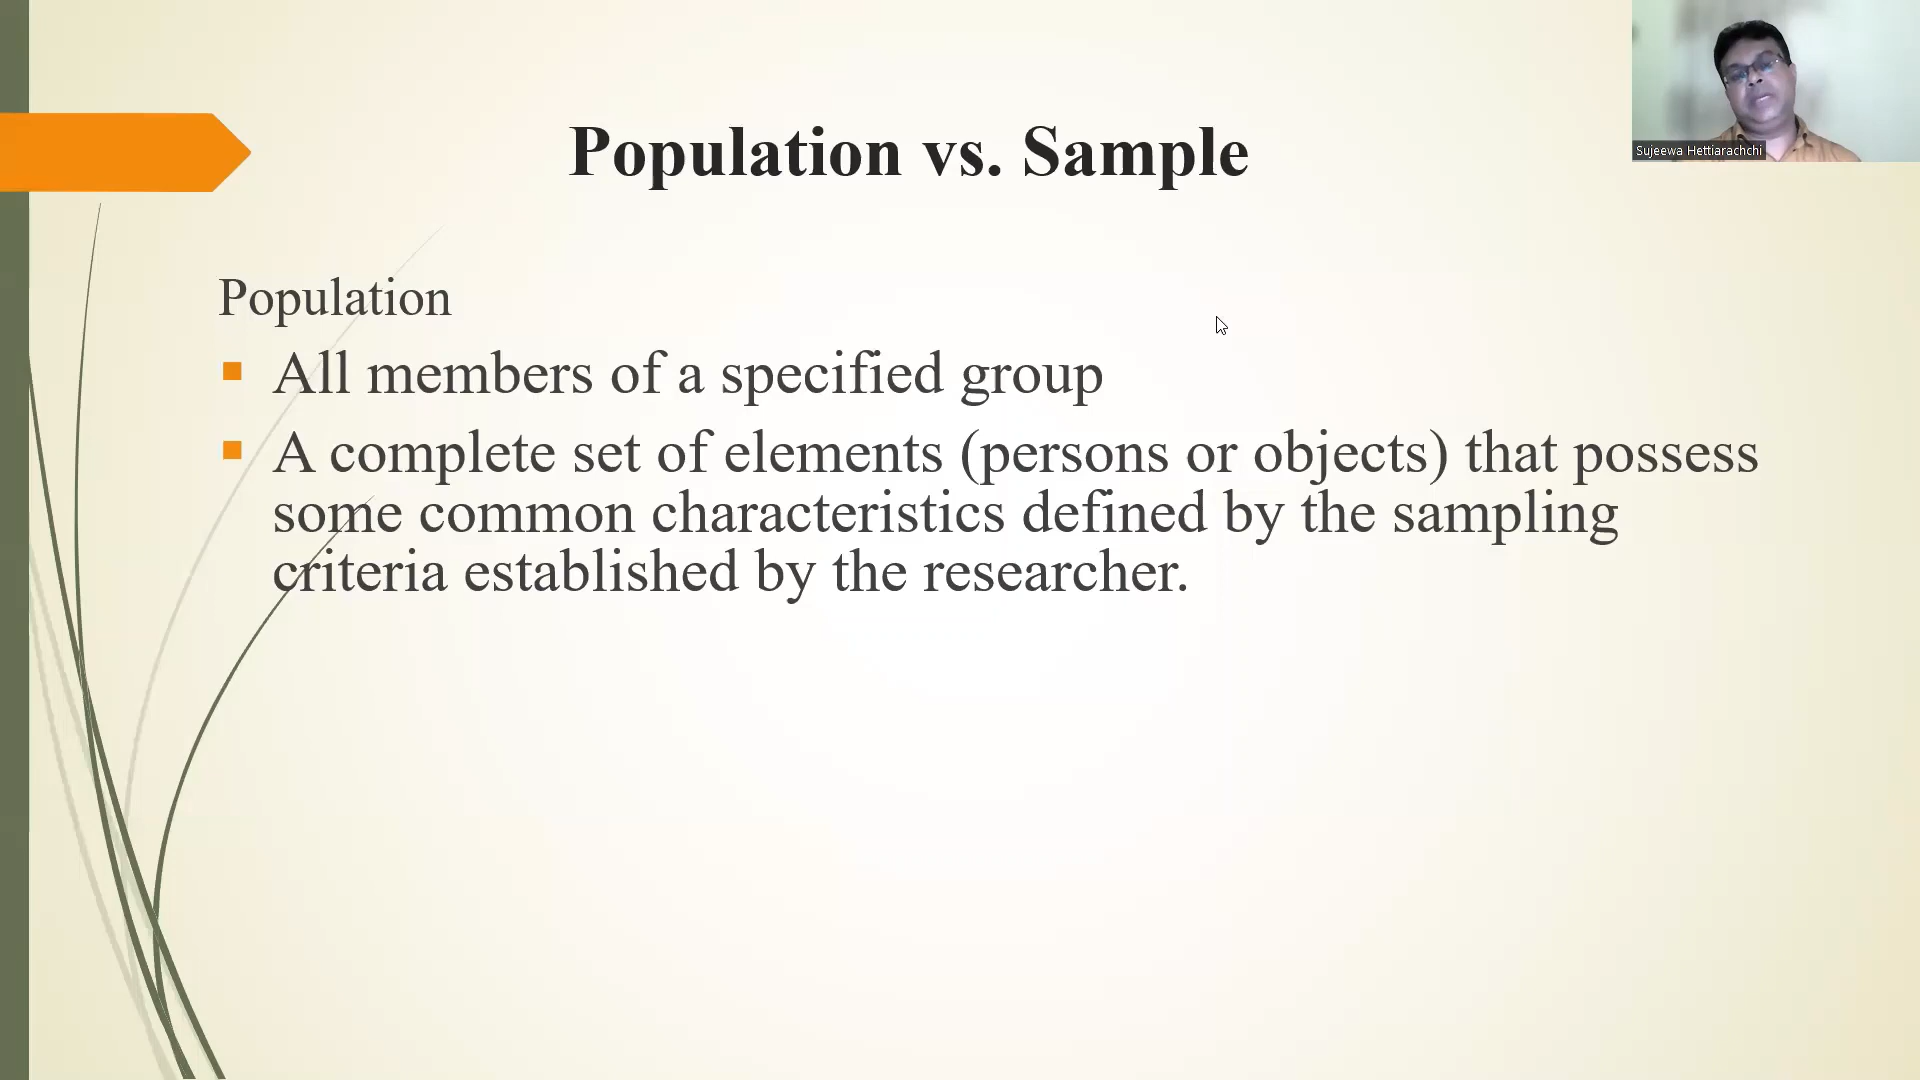 Sujeewa Hettiarachchi
Population vs. Sample
Population
All members of a specified group
A complete set of elements (persons or objects) that possess
some common characteristics defined by the sampling
criteria established by the researcher.